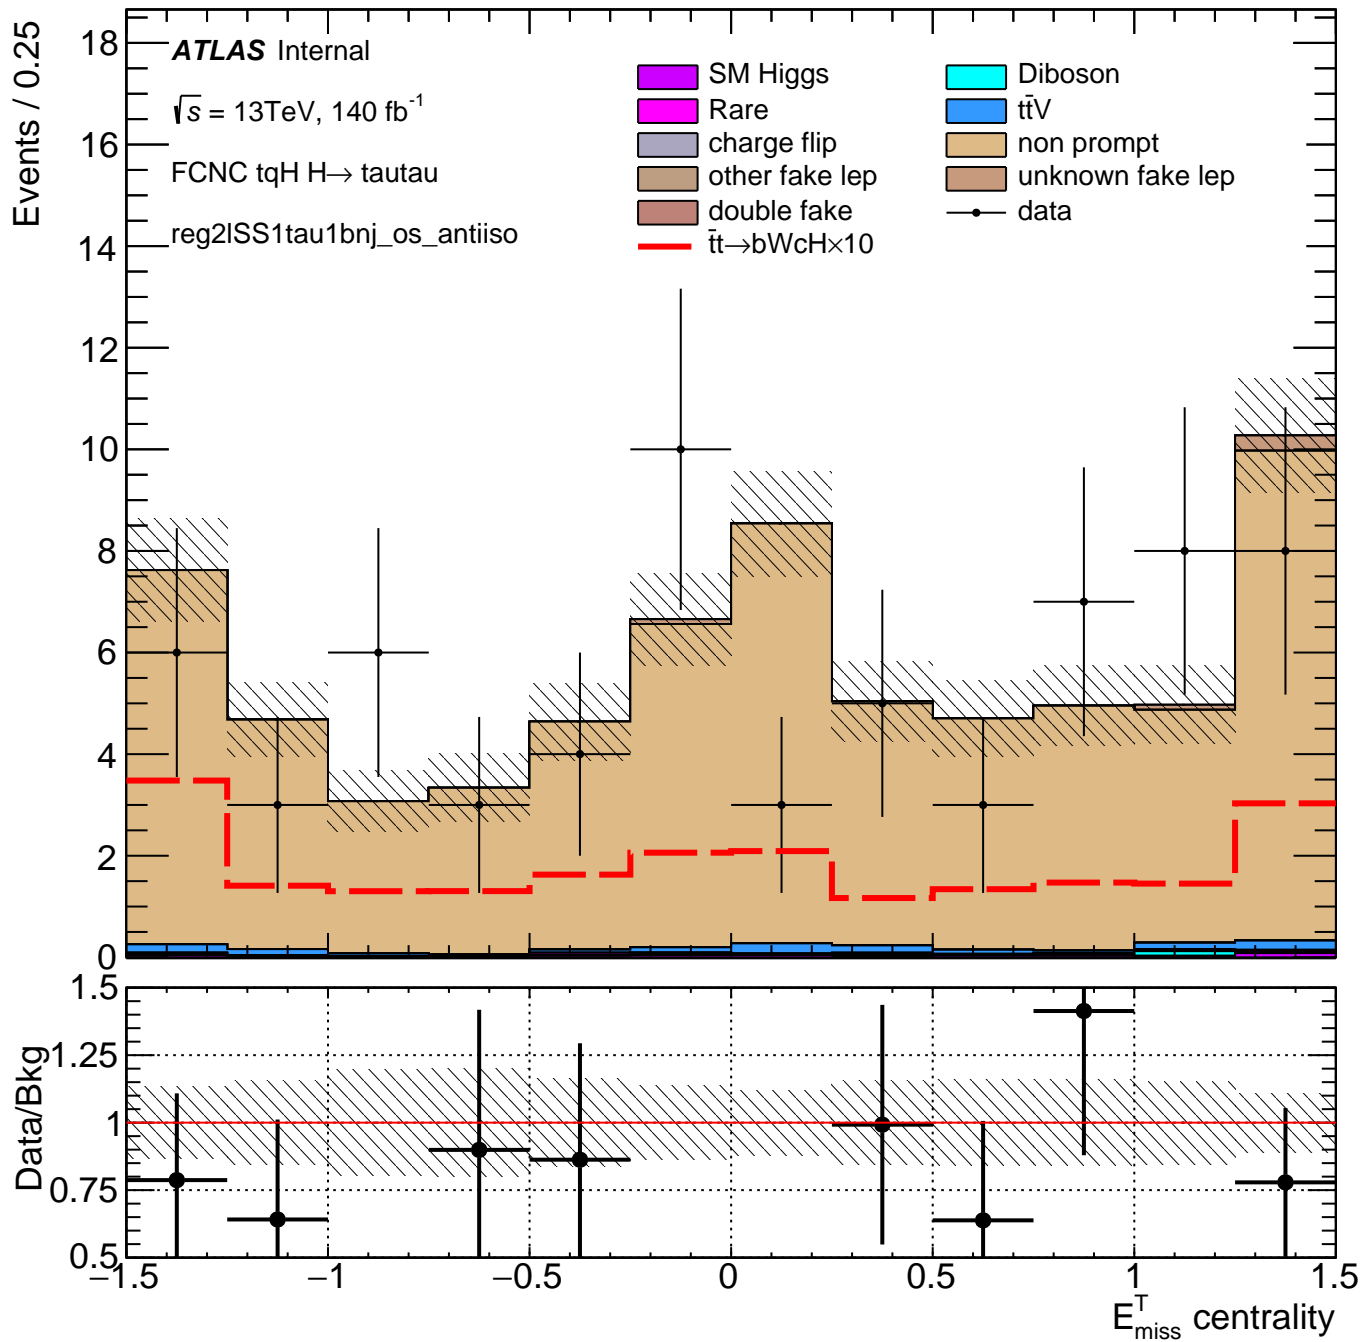 Events / 0.25
18
16
14
12
10
8
6
4
2
0
ATLAS Internal
√s = 13TeV, 140 fb⁻¹
FCNC tqH H→ tautau
reg2lSS1tau1bnj_os_antiiso
SM Higgs
Rare
charge flip
other fake lep
double fake
t̄t→bWcH×10
Diboson
tt̄V
non prompt
unknown fake lep
data
Data/Bkg
1.5
1.25
1
0.75
0.5
−1.5 −1 −0.5 0 0.5 1 1.5
E^T_miss centrality